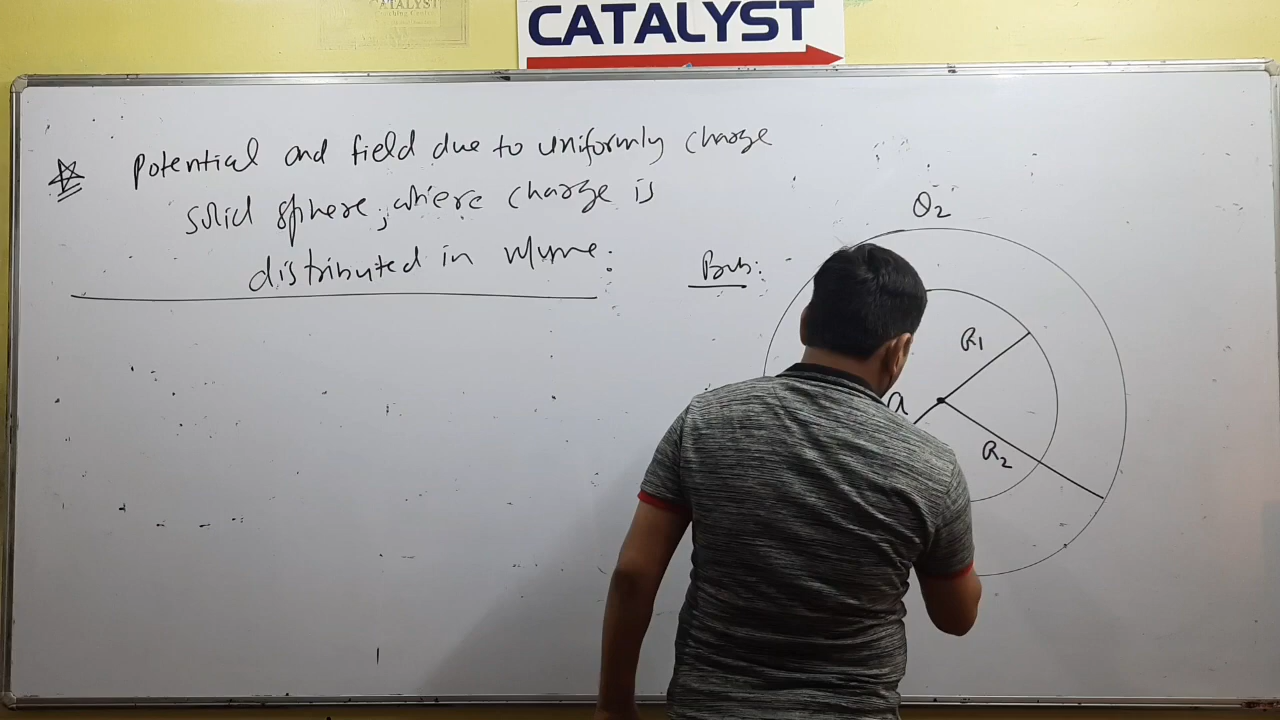 CATALYST
CATALYST
Potential and field due to uniformly charge
solid sphere, where charge is
distributed in volume.
Q2
R1
a
R2